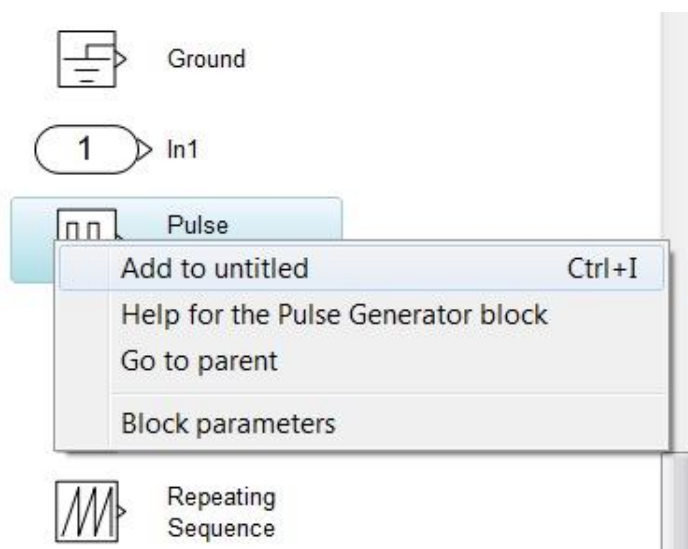 Ground
1
In1
Pulse
Add to untitled Ctrl+I
Help for the Pulse Generator block
Go to parent
Block parameters
Repeating
Sequence